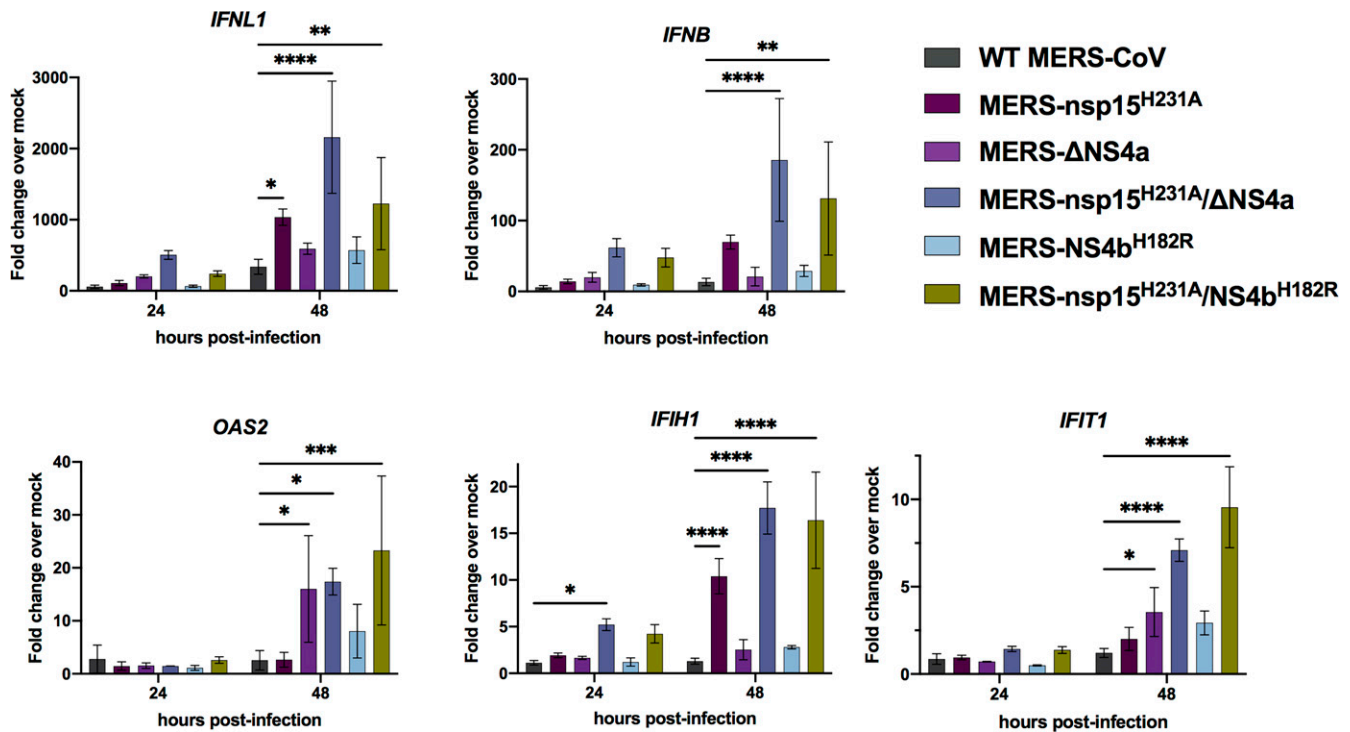 IFNL1
**
****
*
Fold change over mock
3000
2000
1000
0
24
48
hours post-infection
IFNB
**
****
Fold change over mock
300
200
100
0
24
48
hours post-infection
WT MERS-CoV
MERS-nsp15H231A
MERS-ΔNS4a
MERS-nsp15H231A/ΔNS4a
MERS-NS4bH182R
MERS-nsp15H231A/NS4bH182R
OAS2
***
*
*
Fold change over mock
40
30
20
10
0
24
48
hours post-infection
IFIH1
****
****
****
*
Fold change over mock
20
15
10
5
0
24
48
hours post-infection
IFIT1
****
****
*
Fold change over mock
10
5
0
24
48
hours post-infection